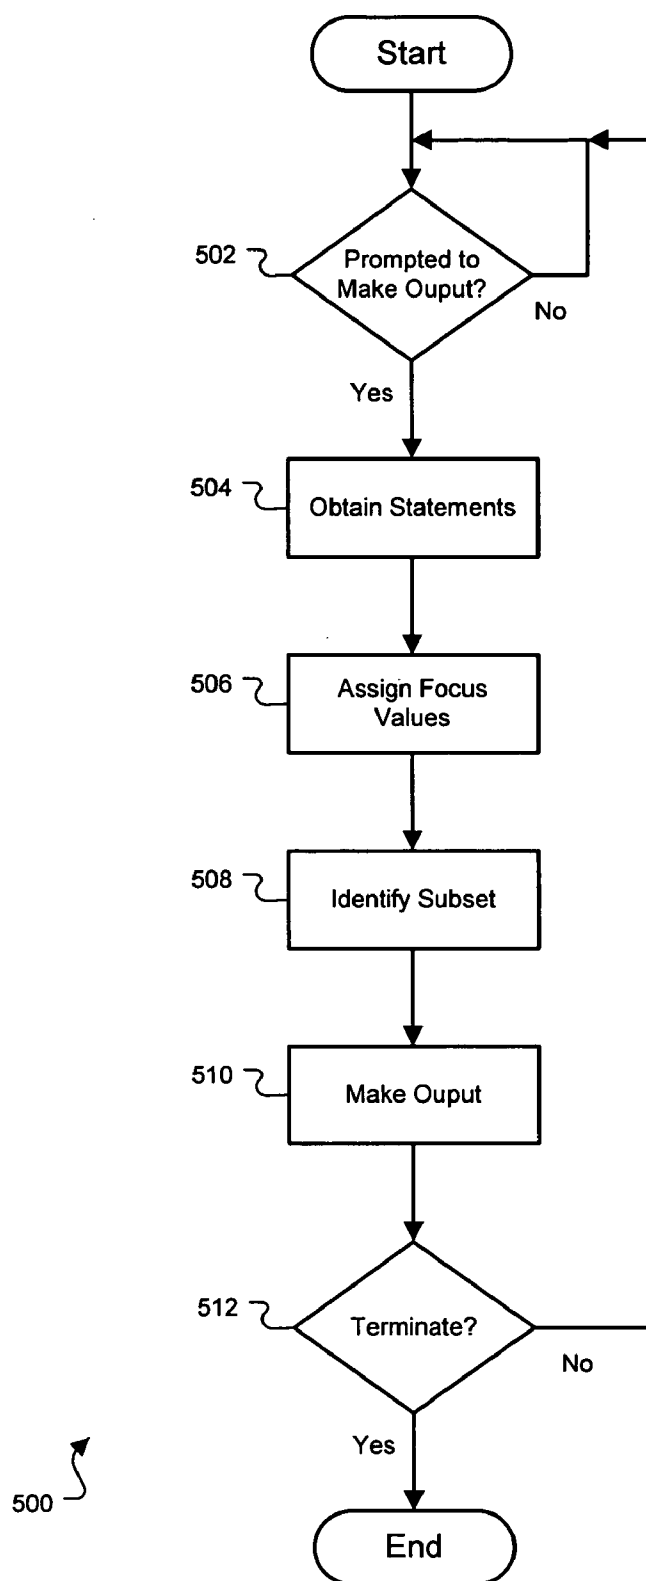 Start
502
Prompted to
Make Ouput?
No
Yes
504
Obtain Statements
506
Assign Focus
Values
508
Identify Subset
510
Make Ouput
512
Terminate?
No
Yes
500
End